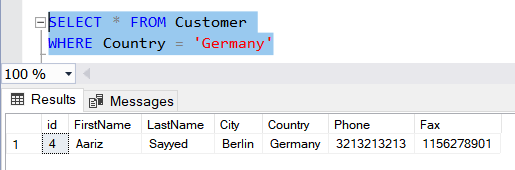 SELECT * FROM Customer
WHERE Country = 'Germany'
100 %
Results Messages
id FirstName LastName City Country Phone Fax
1 4 Aariz Sayyed Berlin Germany 3213213213 1156278901